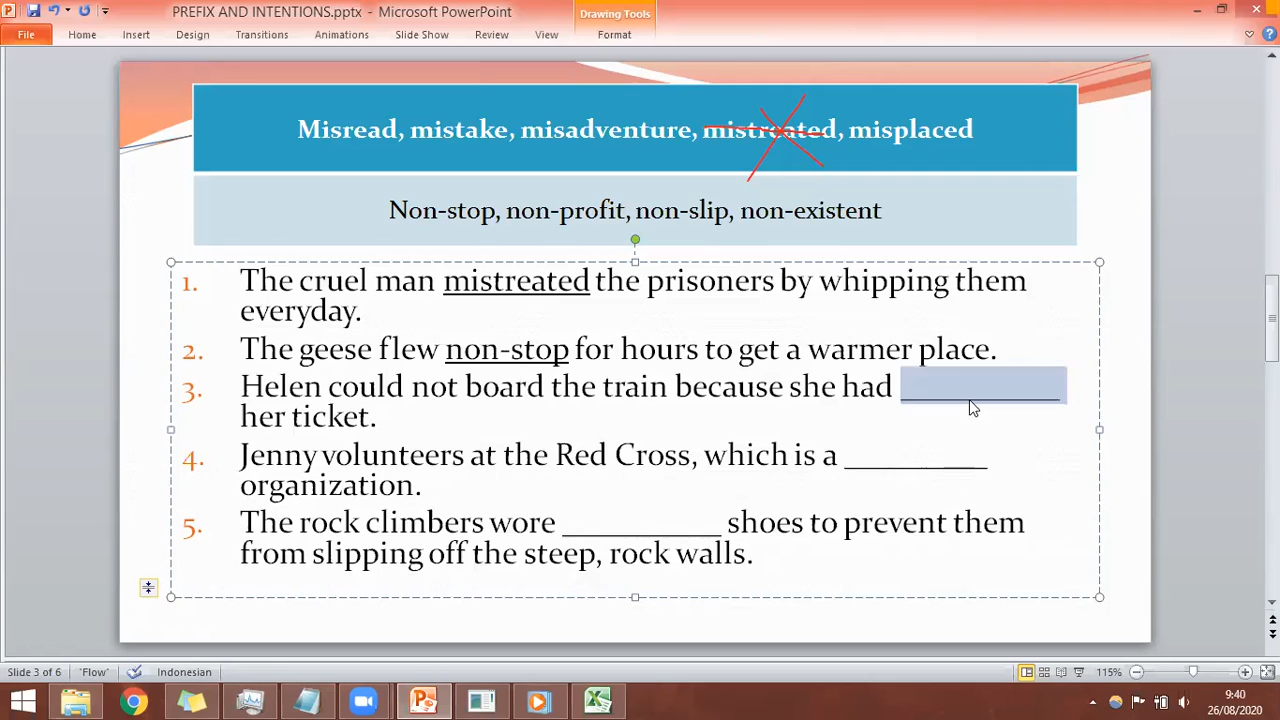 PREFIX AND INTENTIONS.pptx - Microsoft PowerPoint
Drawing Tools
File Home Insert Design Transitions Animations Slide Show Review View Format
Misread, mistake, misadventure, mistreated, misplaced
Non-stop, non-profit, non-slip, non-existent
1. The cruel man mistreated the prisoners by whipping them
everyday.
2. The geese flew non-stop for hours to get a warmer place.
3. Helen could not board the train because she had ____________
her ticket.
4. Jenny volunteers at the Red Cross, which is a ___________
organization.
5. The rock climbers wore ____________ shoes to prevent them
from slipping off the steep, rock walls.
Slide 3 of 6 "Flow" Indonesian 115%
9:40
26/08/2020